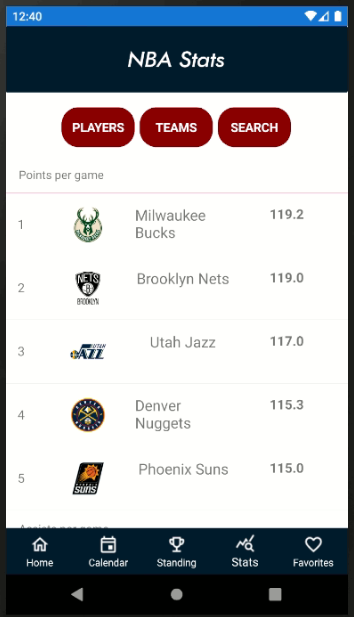 12:40
NBA Stats
PLAYERS TEAMS SEARCH
Points per game
1 Milwaukee Bucks 119.2
2 NETS B BROOKLYN Brooklyn Nets 119.0
3 UTAH JAZZ Utah Jazz 117.0
4 Denver Nuggets 115.3
5 SUNS Phoenix Suns 115.0
Assists per game
Home Calendar Standing Stats Favorites